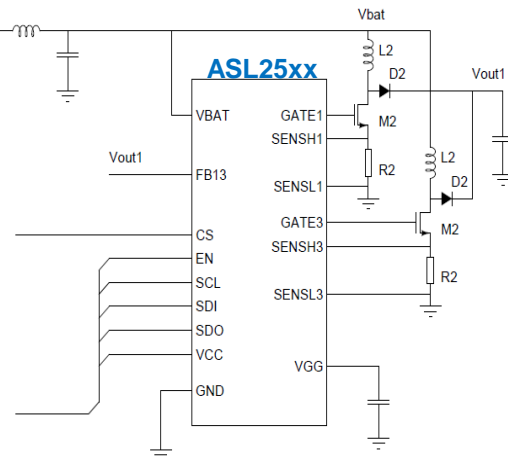 Vbat
L2
ASL25xx
D2
Vout1
VBAT
GATE1
M2
SENSH1
Vout1
L2
FB13
R2
SENSL1
D2
GATE3
M2
CS
SENSH3
EN
SCL
R2
SDI
SENSL3
SDO
VCC
VGG
GND